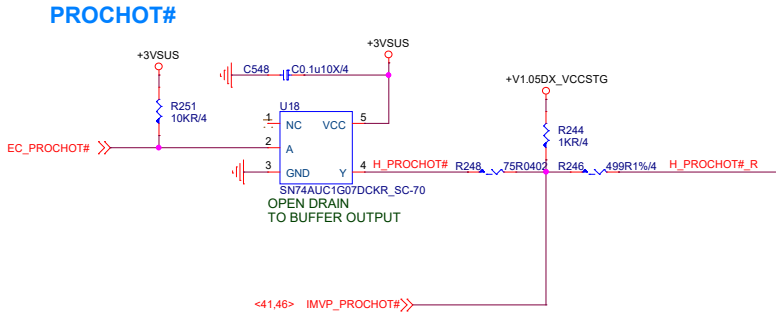 PROCHOT#
+3VSUS
+3VSUS
C548 C0.1u10X/4
+V1.05DX_VCCSTG
R251
10KR/4
U18
1 NC VCC 5
R244
1KR/4
EC_PROCHOT# 2 A
3 GND Y 4 H_PROCHOT# R248 75R0402 R246 499R1%/4 H_PROCHOT#_R
SN74AUC1G07DCKR_SC-70
OPEN DRAIN
TO BUFFER OUTPUT
<41,46> IMVP_PROCHOT#